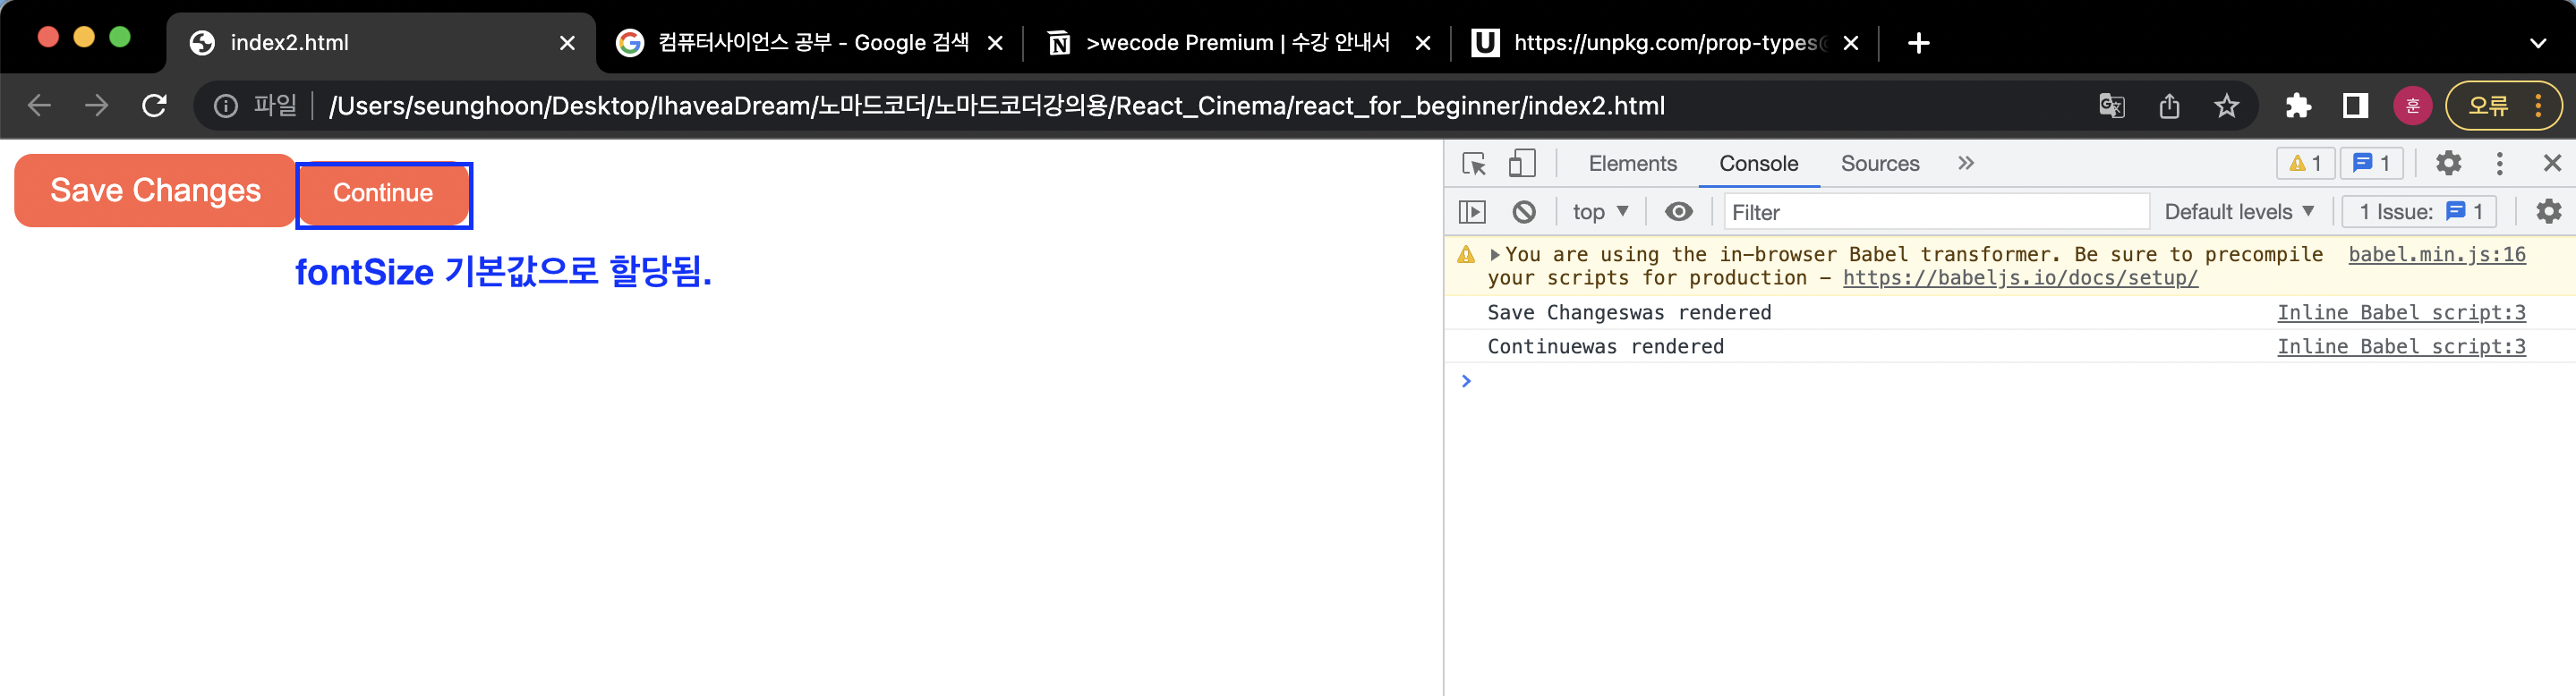 index2.html
컴퓨터사이언스 공부 - Google 검색
>wecode Premium | 수강 안내서
https://unpkg.com/prop-types@
파일
/Users/seunghoon/Desktop/IhaveaDream/노마드코더/노마드코더강의용/React_Cinema/react_for_beginner/index2.html
훈
오류
Save Changes
Continue
fontSize 기본값으로 할당됨.
Elements Console Sources
1 1
top
Filter
Default levels
1 Issue: 1
You are using the in-browser Babel transformer. Be sure to precompile babel.min.js:16
your scripts for production – https://babeljs.io/docs/setup/
Save Changeswas rendered Inline Babel script:3
Continuewas rendered Inline Babel script:3